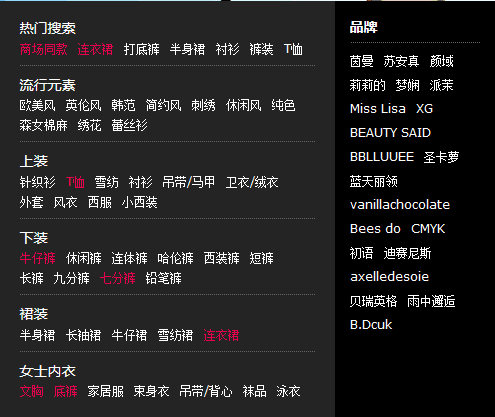 热门搜索
商场同款 连衣裙 打底裤 半身裙 衬衫 裤装 T恤
流行元素
欧美风 英伦风 韩范 简约风 刺绣 休闲风 纯色
森女棉麻 绣花 蕾丝衫
上装
针织衫 T恤 雪纺 衬衫 吊带/马甲 卫衣/绒衣
外套 风衣 西服 小西装
下装
牛仔裤 休闲裤 连体裤 哈伦裤 西装裤 短裤
长裤 九分裤 七分裤 铅笔裤
裙装
半身裙 长袖裙 牛仔裙 雪纺裙 连衣裙
女士内衣
文胸 底裤 家居服 束身衣 吊带/背心 袜品 泳衣
品牌
茵曼 苏安真 颜域
莉莉的 梦娴 派茉
Miss Lisa XG
BEAUTY SAID
BBLLUUEE 圣卡萝
蓝天丽领
vanillachocolate
Bees do CMYK
初语 迪赛尼斯
axelledesoie
贝瑞英格 雨中邂逅
B.Dcuk